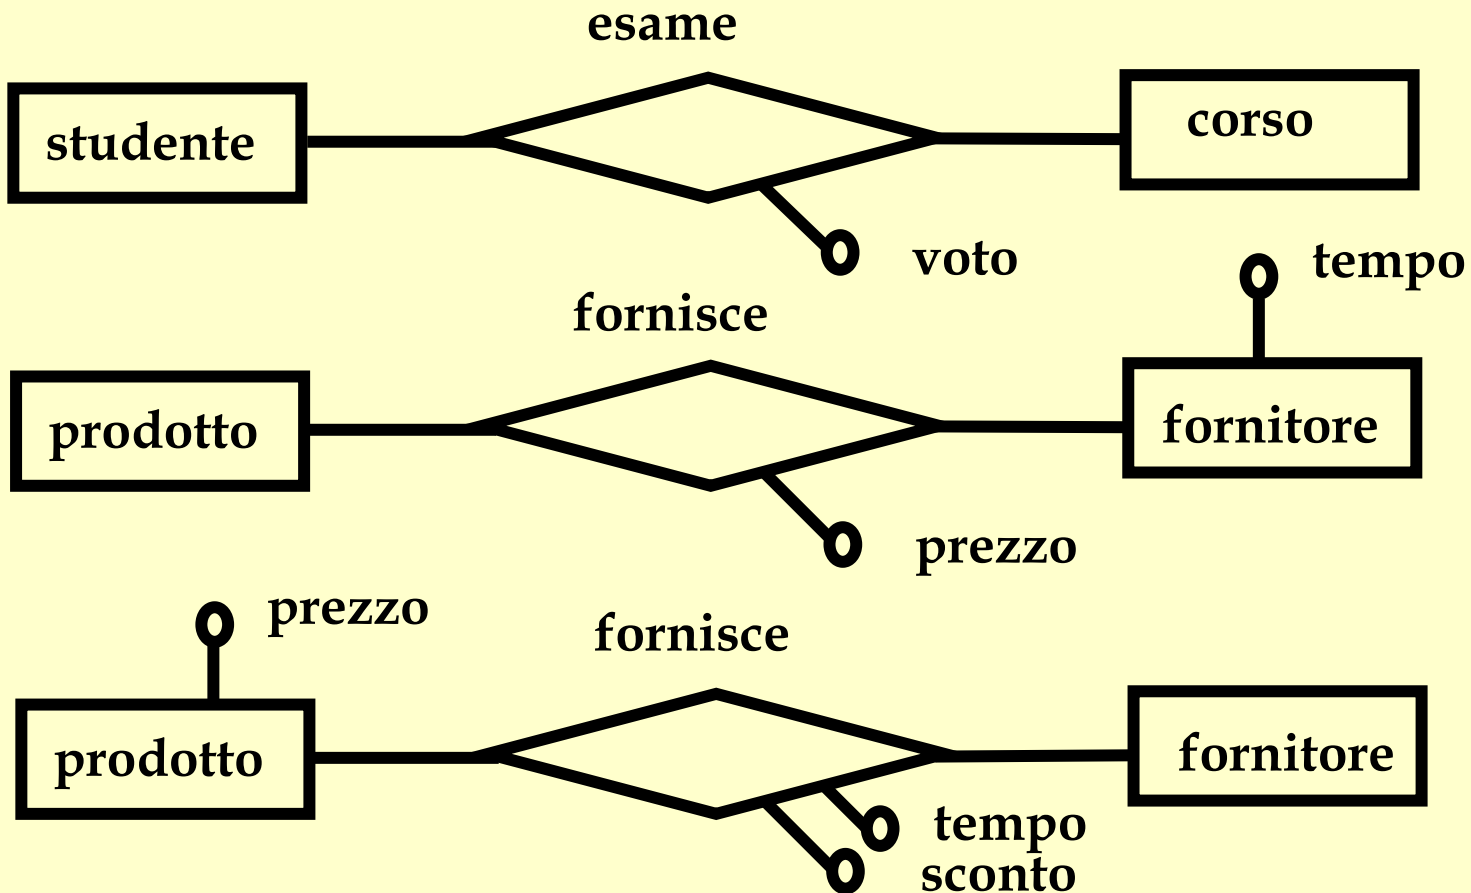 esame
studente
corso
voto
tempo
fornisce
prodotto
fornitore
prezzo
prezzo
fornisce
prodotto
fornitore
tempo
sconto